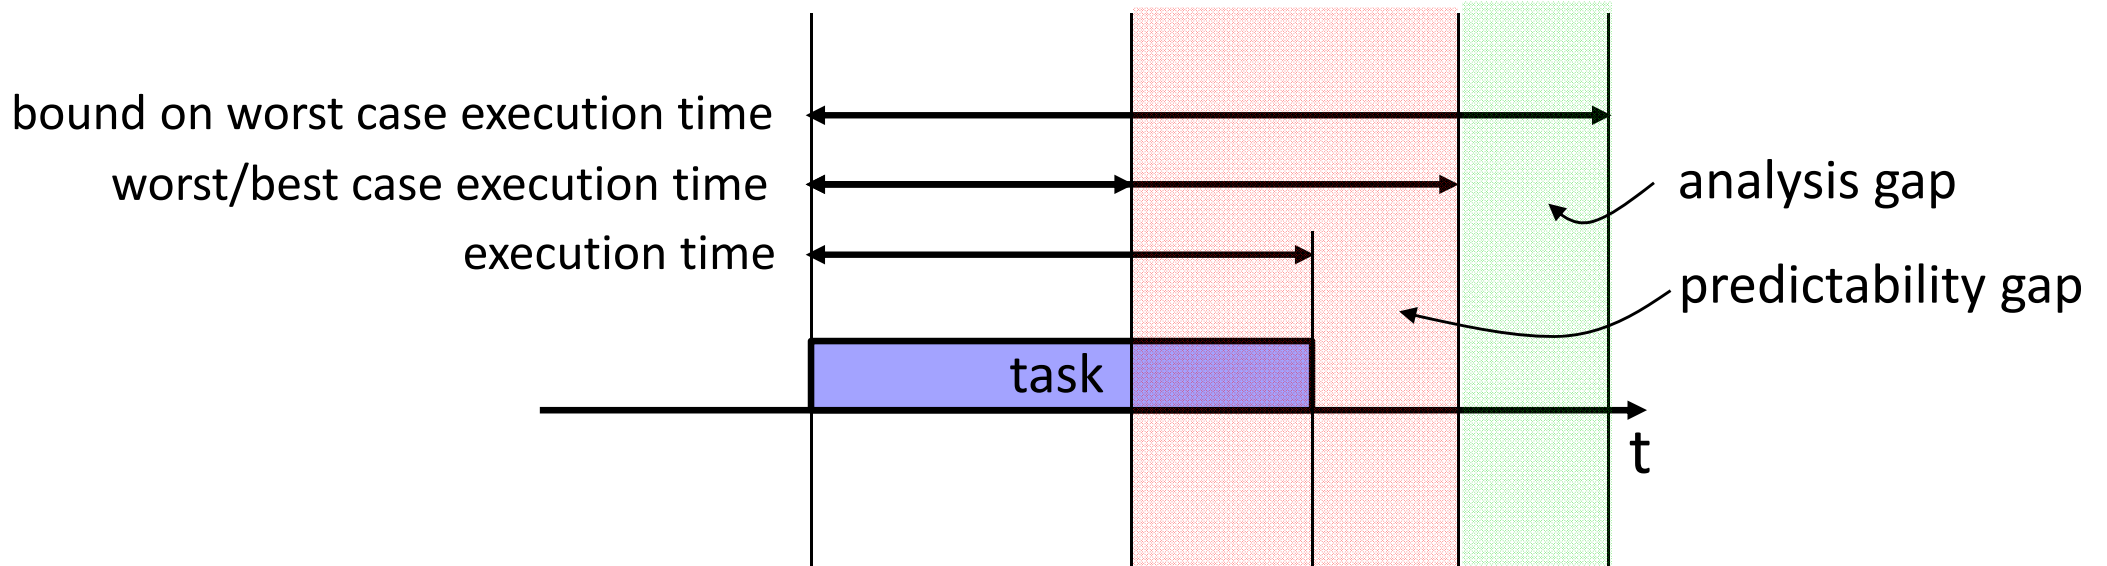 bound on worst case execution time
worst/best case execution time
execution time
analysis gap
predictability gap
task
t